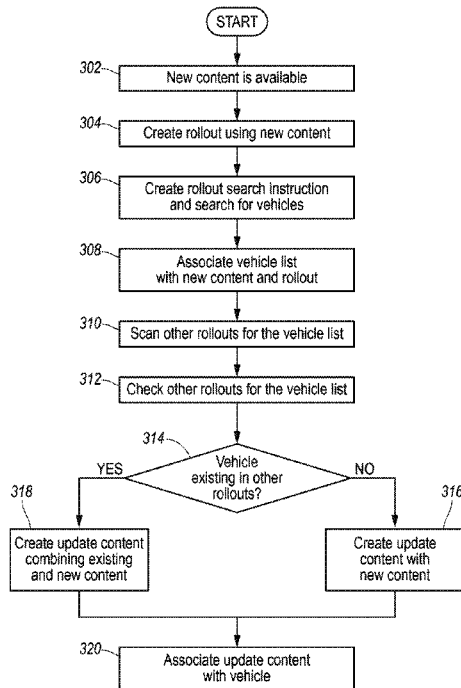 START
302
New content is available
304
Create rollout using new content
306
Create rollout search instruction
and search for vehicles
308
Associate vehicle list
with new content and rollout
310
Scan other rollouts for the vehicle list
312
Check other rollouts for the vehicle list
314
Vehicle
existing in other
rollouts?
YES
NO
318
Create update content
combining existing
and new content
316
Create update
content with
new content
320
Associate update content
with vehicle